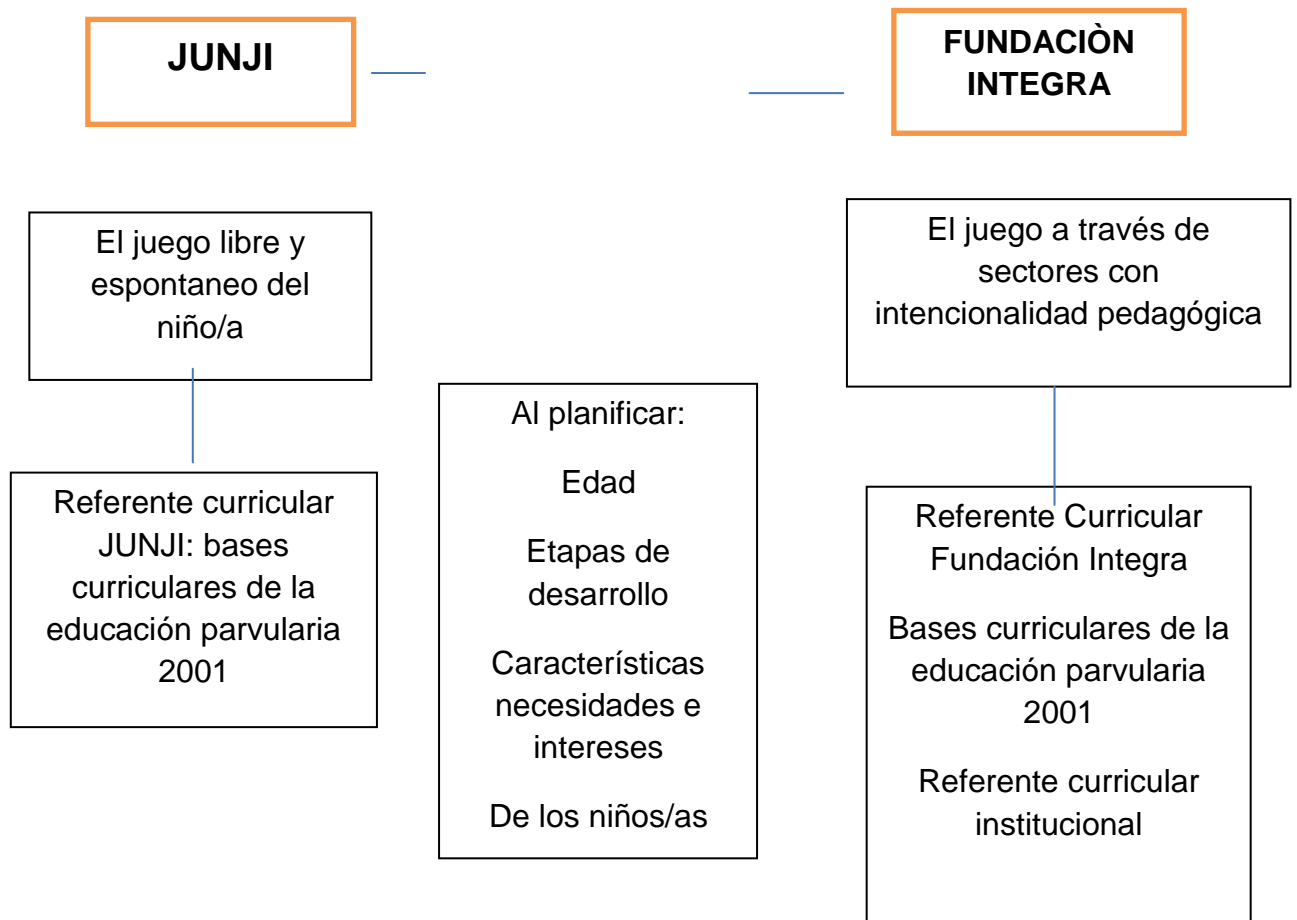 JUNJI
FUNDACIÒN
INTEGRA
El juego libre y
espontaneo del
niño/a
El juego a través de
sectores con
intencionalidad pedagógica
Al planificar:
Edad
Etapas de
desarrollo
Características
necesidades e
intereses
De los niños/as
Referente curricular
JUNJI: bases
curriculares de la
educación parvularia
2001
Referente Curricular
Fundación Integra
Bases curriculares de la
educación parvularia
2001
Referente curricular
institucional